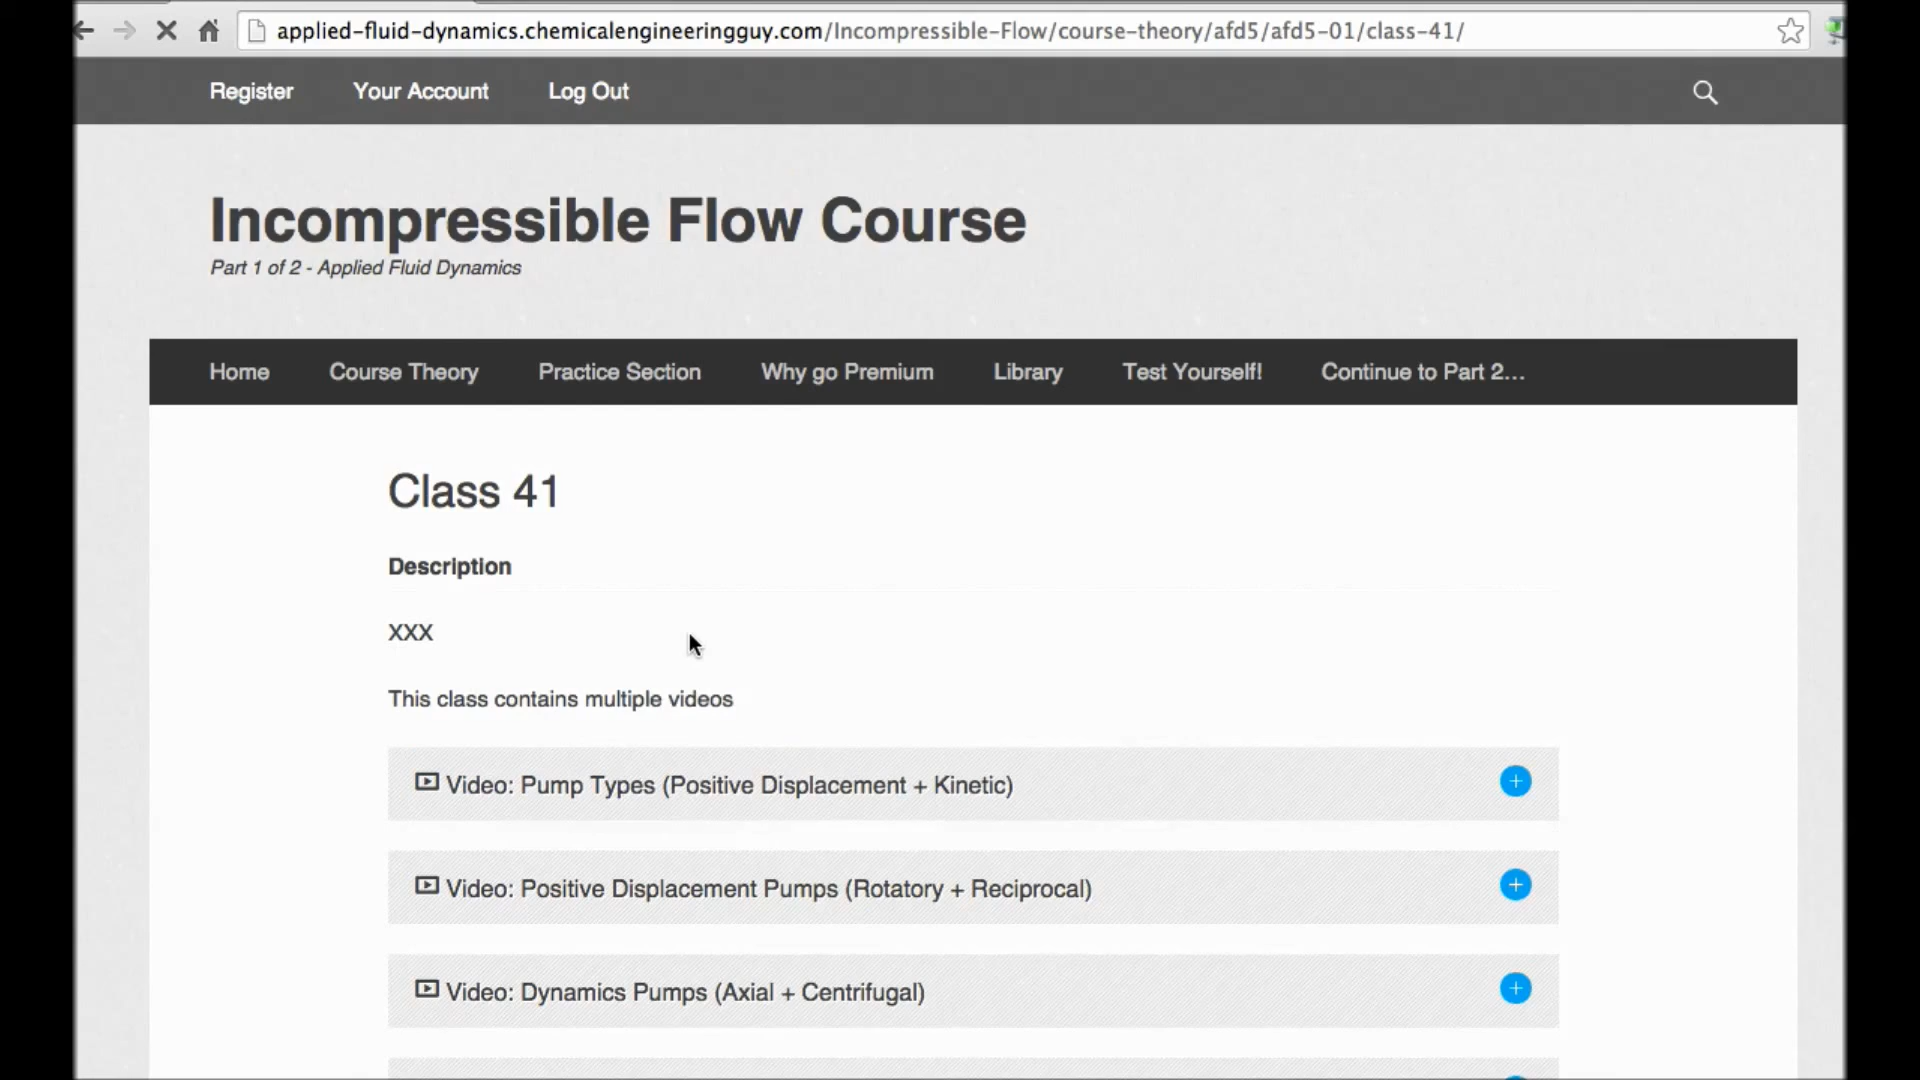 applied-fluid-dynamics.chemicalengineeringguy.com/Incompressible-Flow/course-theory/afd5/afd5-01/class-41/
Register Your Account Log Out
Incompressible Flow Course
Part 1 of 2 - Applied Fluid Dynamics
Home Course Theory Practice Section Why go Premium Library Test Yourself! Continue to Part 2...
Class 41
Description
XXX
This class contains multiple videos
Video: Pump Types (Positive Displacement + Kinetic)
Video: Positive Displacement Pumps (Rotatory + Reciprocal)
Video: Dynamics Pumps (Axial + Centrifugal)